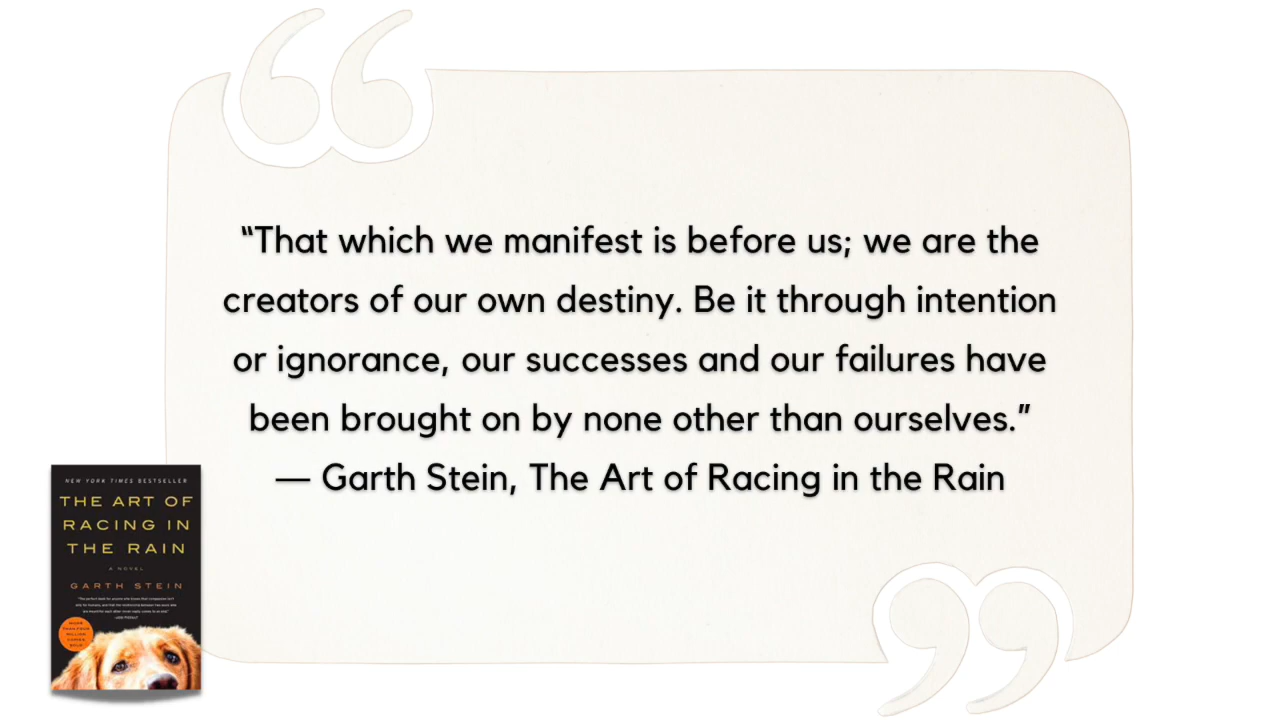 “That which we manifest is before us; we are the
creators of our own destiny. Be it through intention
or ignorance, our successes and our failures have
been brought on by none other than ourselves.”
— Garth Stein, The Art of Racing in the Rain
NEW YORK TIMES BESTSELLER
THE ART OF
RACING IN
THE RAIN
A NOVEL
GARTH STEIN